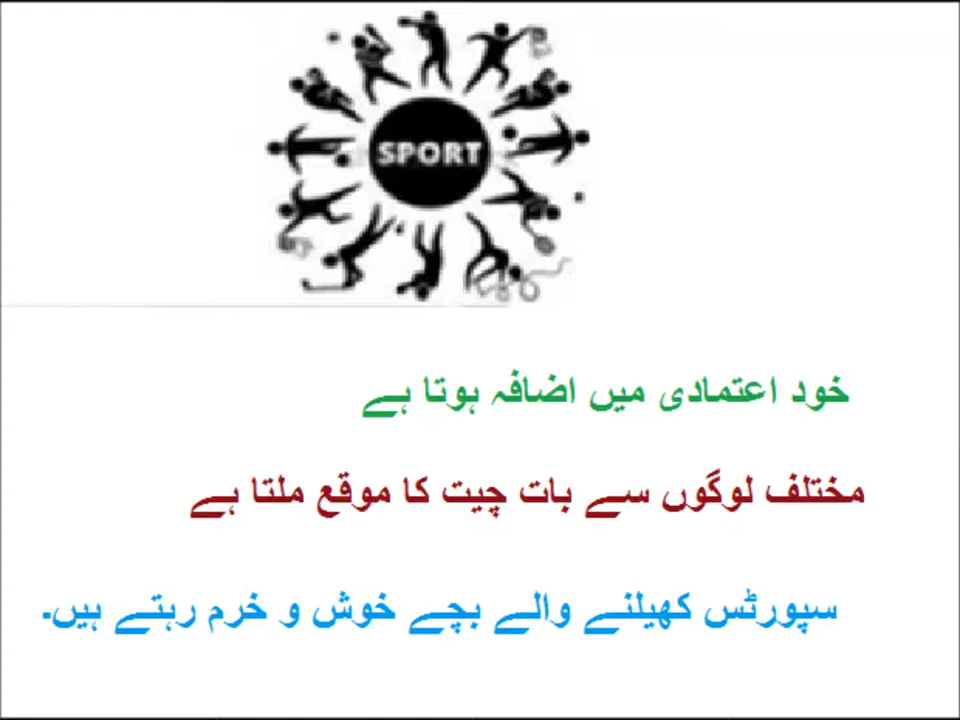 SPORT
خود اعتمادی میں اضافہ ہوتا ہے
مختلف لوگوں سے بات چیت کا موقع ملتا ہے
سپورٹس کھیلنے والے بچے خوش و خرم رہتے ہیں۔